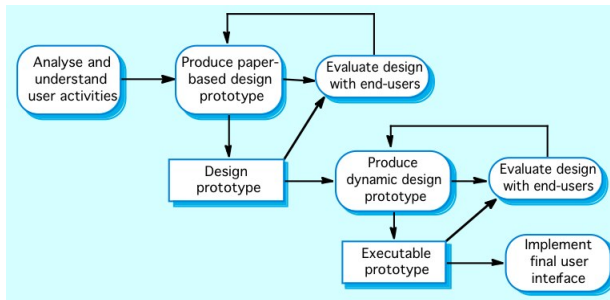 Analyse and
understand
user activities
Produce paper-
based design
prototype
Evaluate design
with end-users
Design
prototype
Produce
dynamic design
prototype
Evaluate design
with end-users
Executable
prototype
Implement
final user
interface